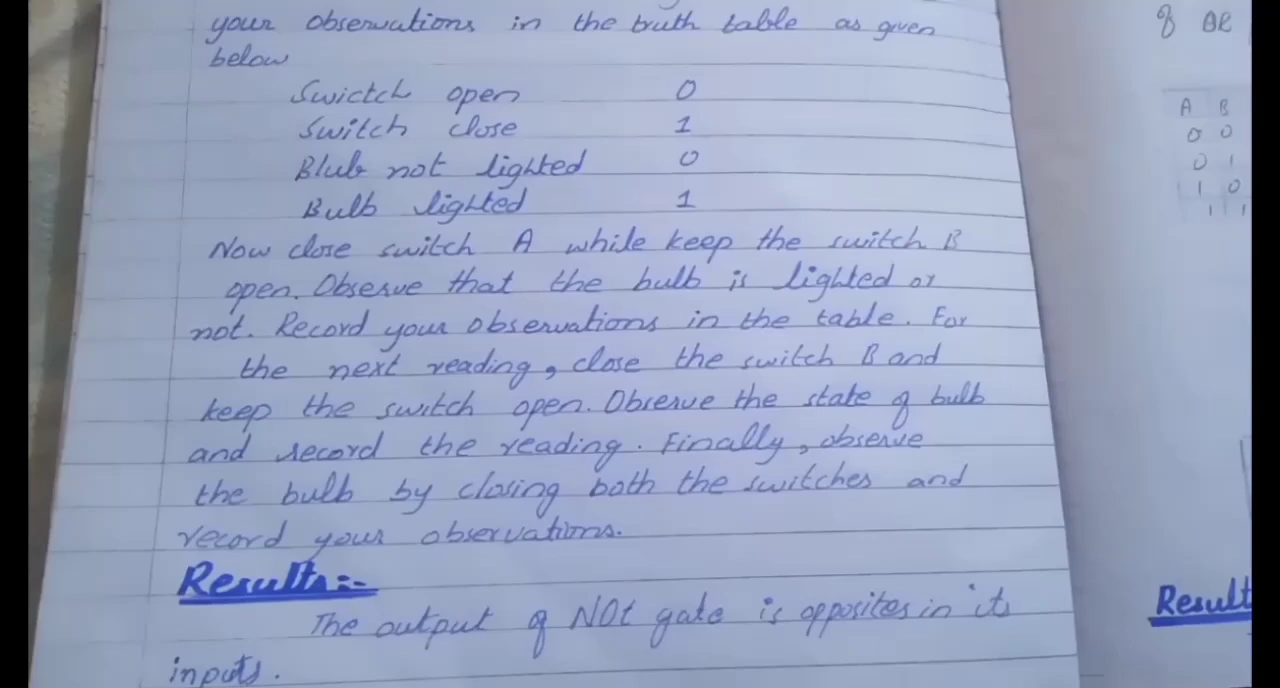 your observations in the truth table as given
below
Swictch open 0
Switch close 1
Blub not lighted 0
Bulb lighted 1
Now close switch A while keep the switch B
open. Observe that the bulb is lighted or
not. Record your observations in the table. For
the next reading, close the switch B and
keep the switch open. Observe the state of bulb
and record the reading. Finally, observe
the bulb by closing both the switches and
record your observations.
Results:-
The output of NOt gate is opposites in its
inputs.
of OR
A B
0 0
0 1
1 0
1 1
Result